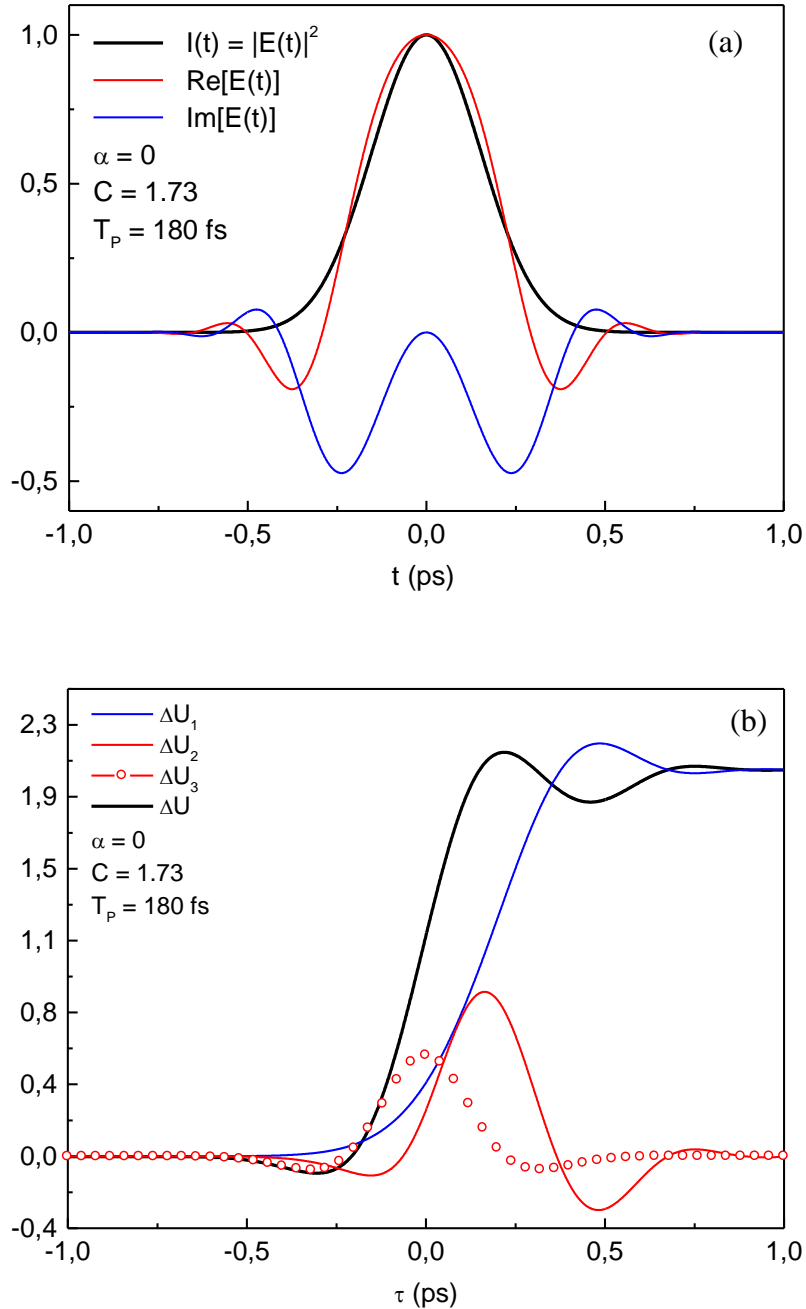 (a)
I(t) = |E(t)|²
Re[E(t)]
Im[E(t)]
α = 0
C = 1.73
T_P = 180 fs
1,0
0,5
0,0
-0,5
-1,0 -0,5 0,0 0,5 1,0
t (ps)
(b)
ΔU₁
ΔU₂
ΔU₃
ΔU
α = 0
C = 1.73
T_P = 180 fs
2,3
1,9
1,5
1,1
0,8
0,4
0,0
-0,4
-1,0 -0,5 0,0 0,5 1,0
τ (ps)